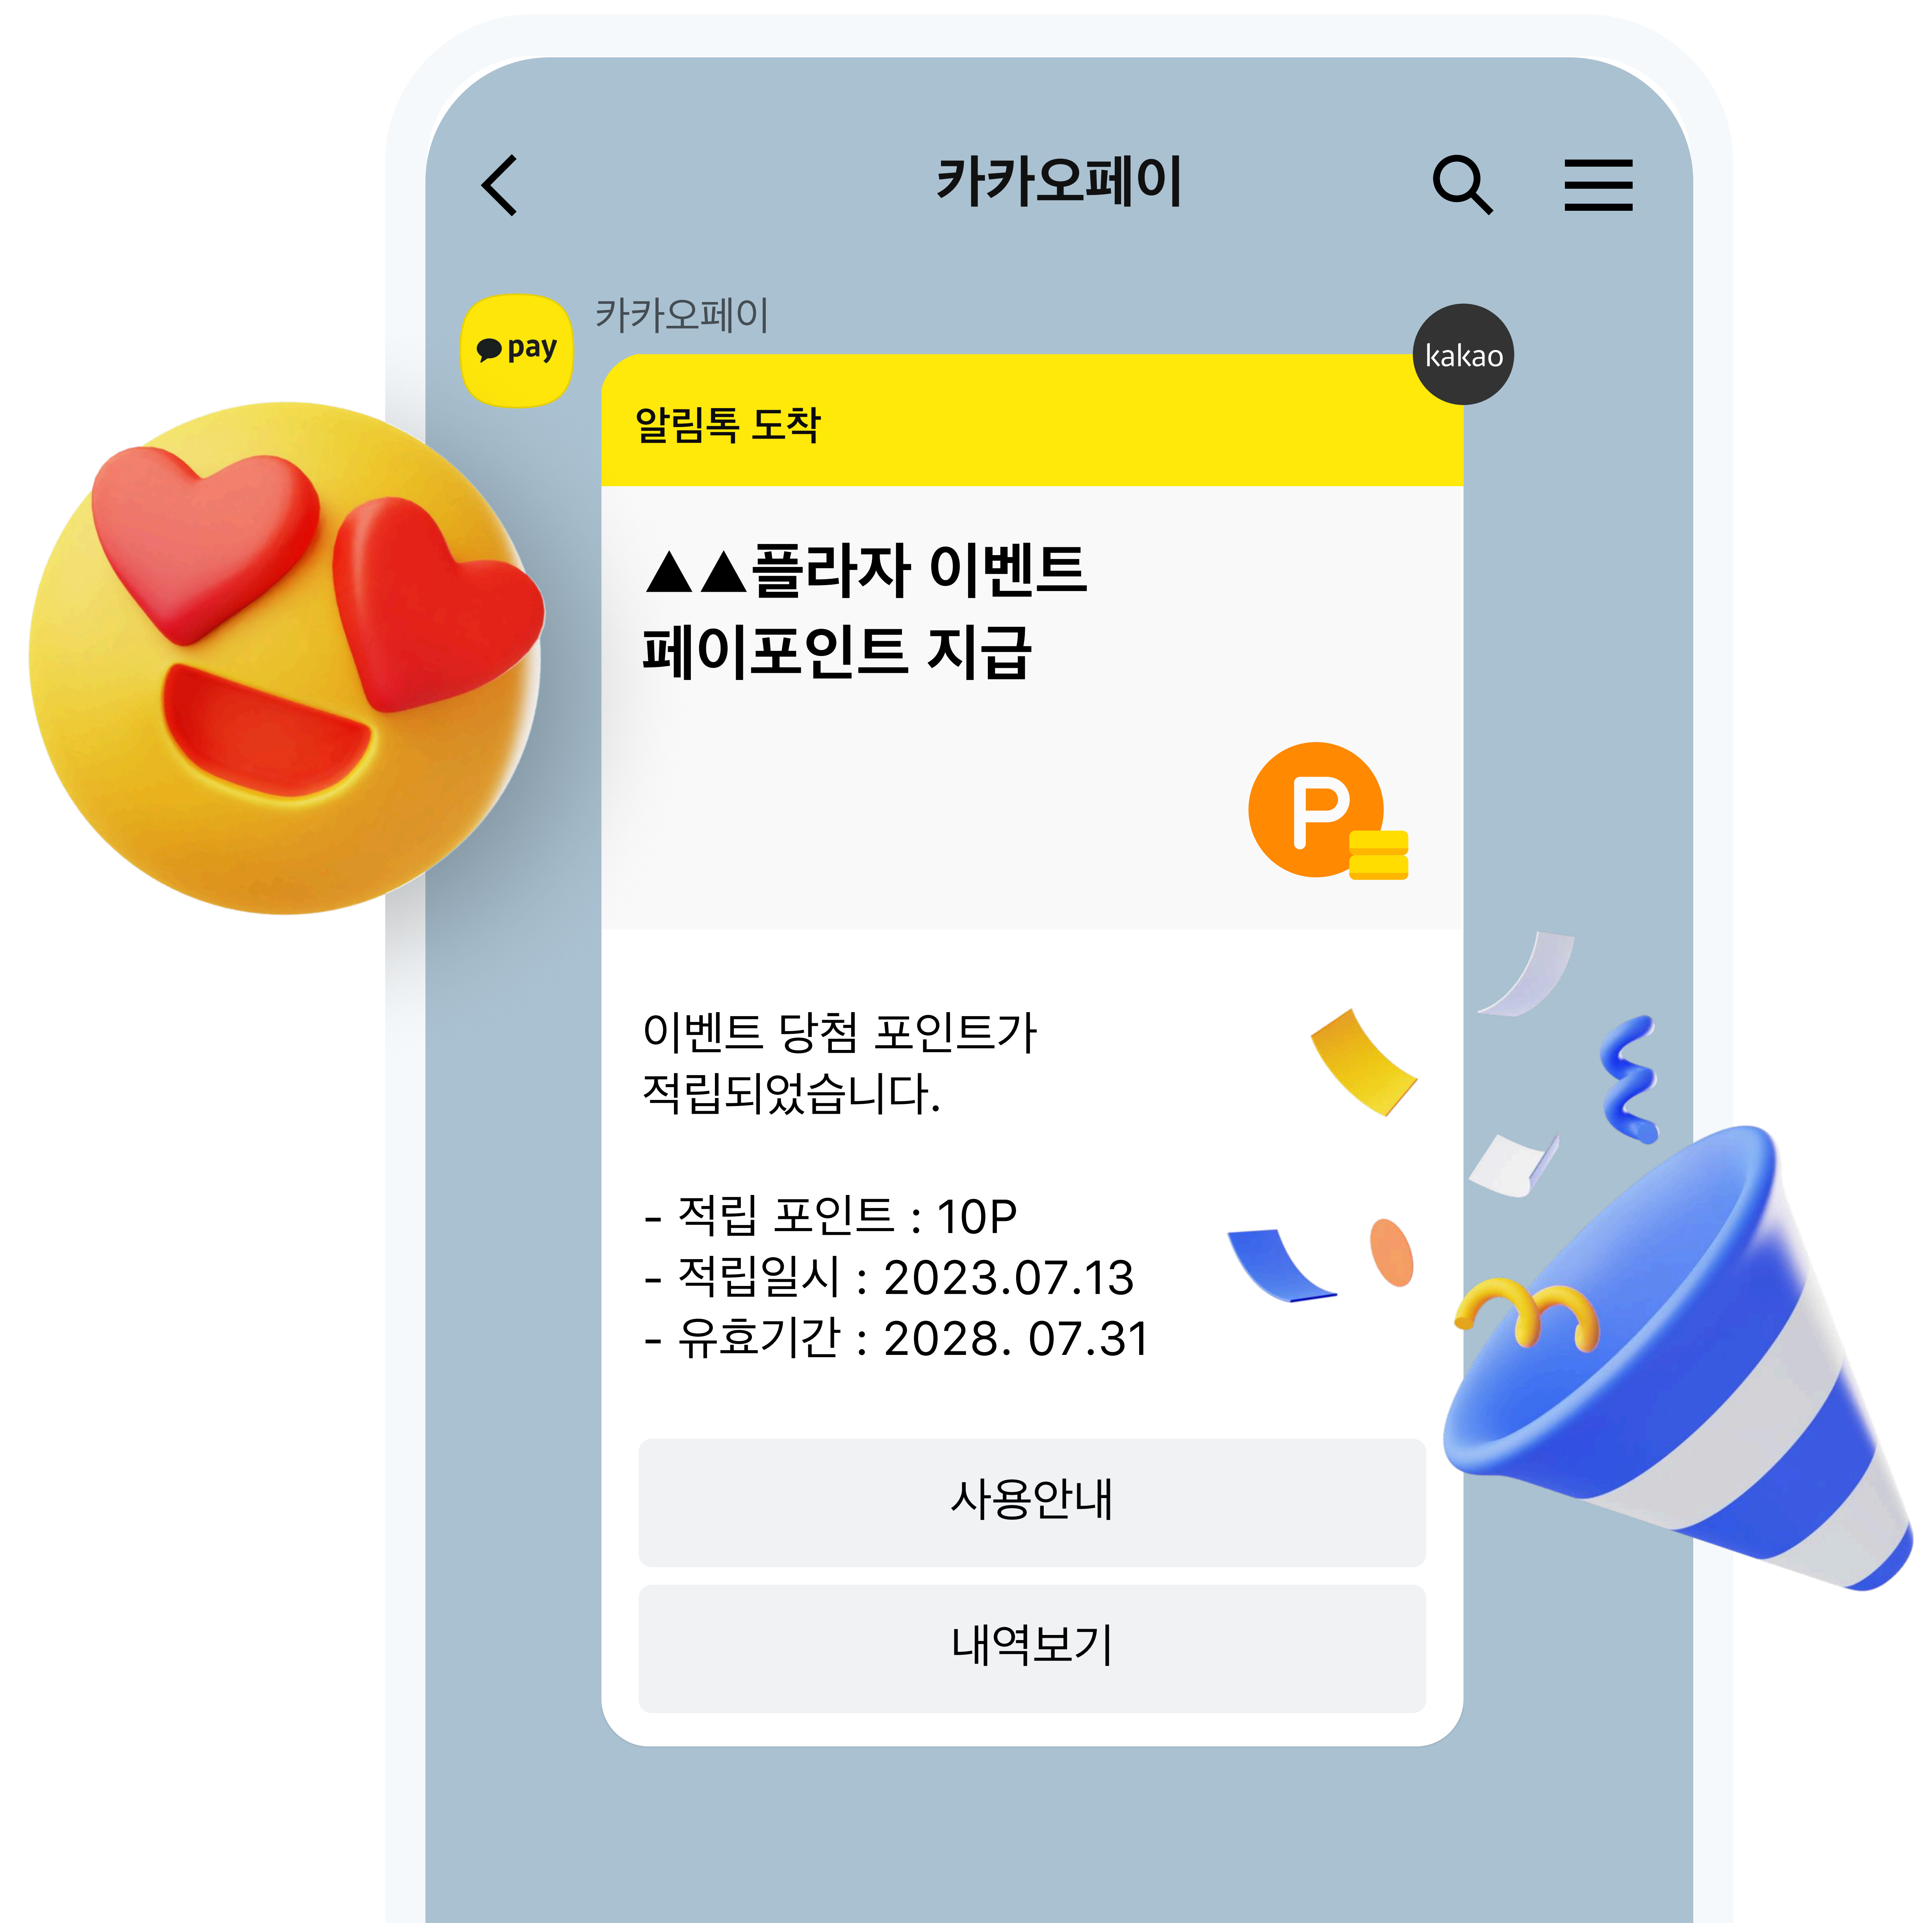 카카오페이
카카오페이
pay
kakao
알림톡 도착
▲▲플라자 이벤트
페이포인트 지급
P
이벤트 당첨 포인트가
적립되었습니다.
- 적립 포인트 : 10P
- 적립일시 : 2023.07.13
- 유효기간 : 2028. 07.31
사용안내
내역보기